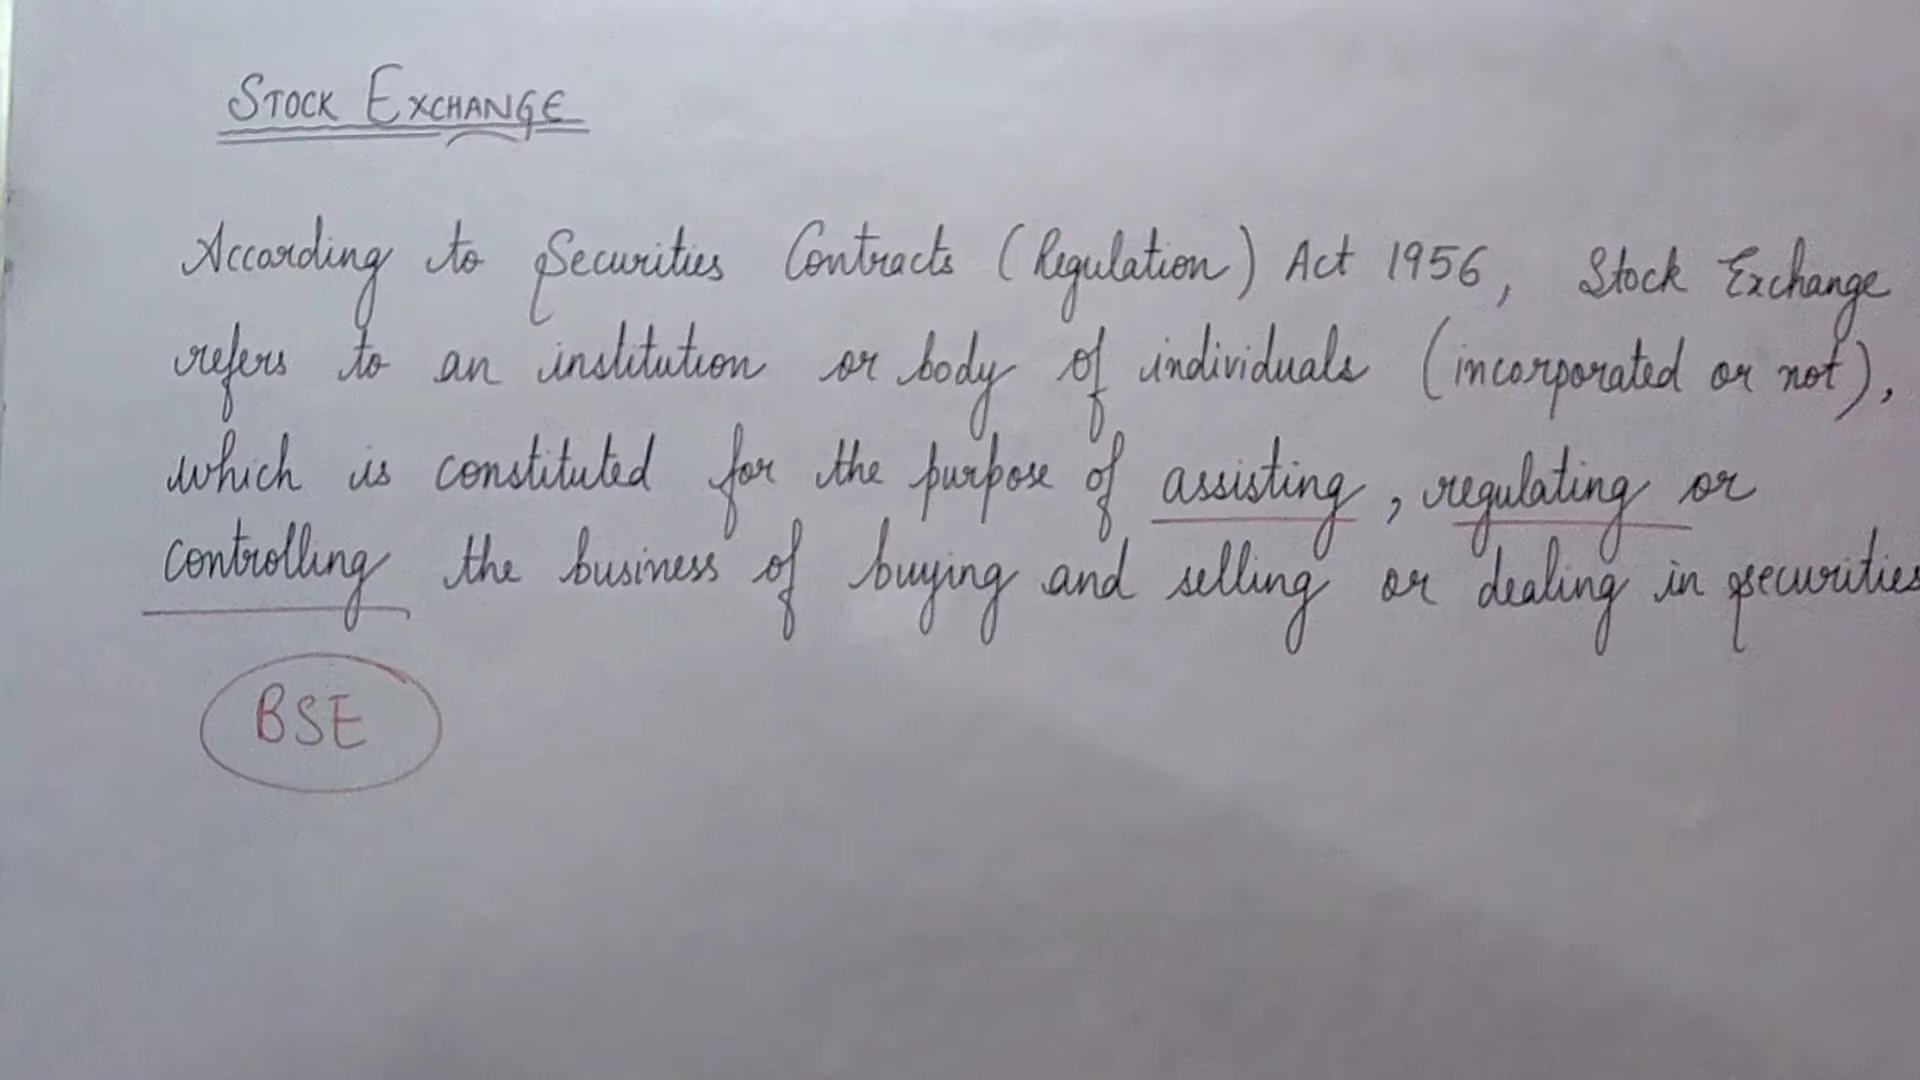 STOCK EXCHANGE
According to Securities Contracts (Regulation) Act 1956, Stock Exchange
refers to an institution or body of individuals (incorporated or not),
which is constituted for the purpose of assisting, regulating or
controlling the business of buying and selling or dealing in securities
BSE